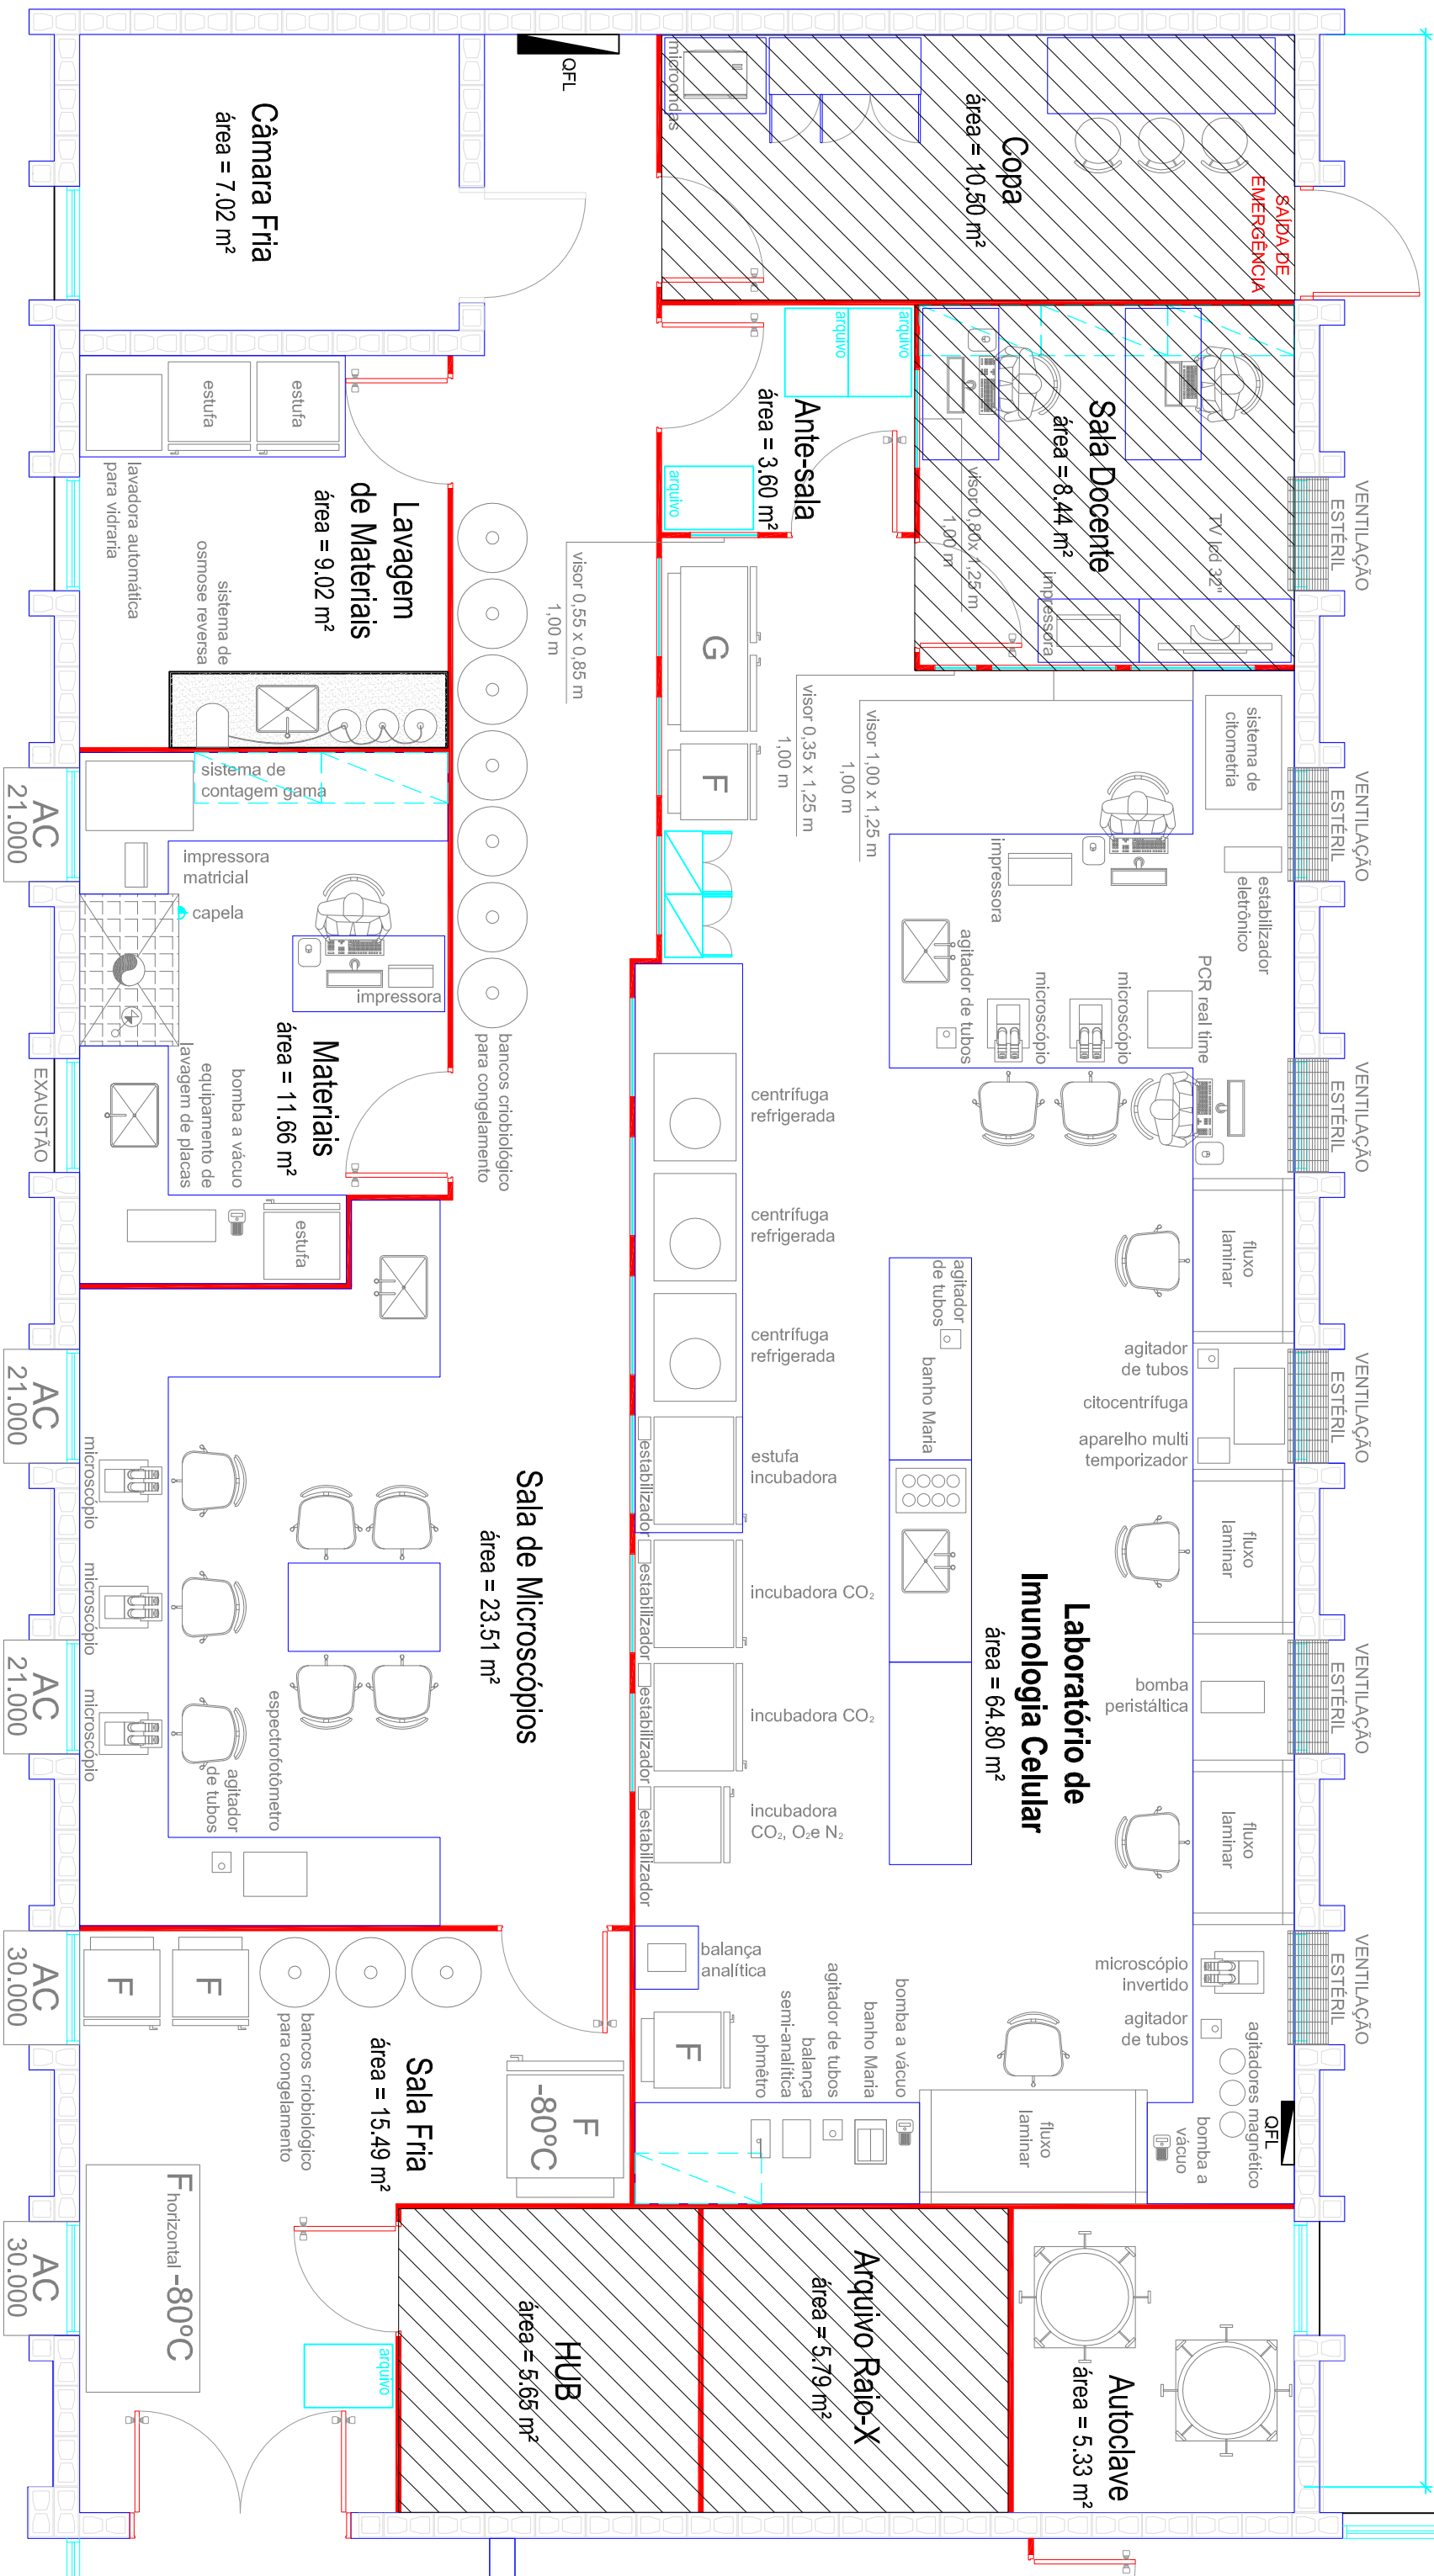 QFL
Câmara Fria
área = 7.02 m²
microondas
Copa
área = 10.50 m²
SAÍDA DE
EMERGÊNCIA
arquivo
arquivo
Ante-sala
área = 3.60 m²
arquivo
Sala Docente
área = 8.44 m²
visor 0,80x 1,25 m
1,00 m
TV lcd 32"
impressora
VENTILAÇÃO
ESTÉRIL
estufa
estufa
lavadora automática
para vidraria
Lavagem
de Materiais
área = 9.02 m²
sistema de
osmose reversa
visor 0,55 x 0,85 m
1,00 m
G
F
visor 0,35 x 1,25 m
1,00 m
visor 1,00 x 1,25 m
1,00 m
sistema de
citometria
VENTILAÇÃO
ESTÉRIL
AC
21.000
sistema de
contagem gama
impressora
matricial
capela
impressora
Materiais
área = 11.66 m²
bancos criobiológico
para congelamento
EXAUSTÃO
bomba a vácuo
equipamento de
lavagem de placas
estufa
impressora
estabilizador
eletrônico
agitador de tubos
microscópio
microscópio
PCR real time
VENTILAÇÃO
ESTÉRIL
centrífuga
refrigerada
centrífuga
refrigerada
centrífuga
refrigerada
agitador
de tubos
banho Maria
fluxo
laminar
agitador
de tubos
citocentrífuga
aparelho multi
temporizador
VENTILAÇÃO
ESTÉRIL
AC
21.000
microscópio
microscópio
microscópio
Sala de Microscópios
área = 23.51 m²
espectrofotômetro
agitador
de tubos
AC
21.000
estufa
incubadora
estabilizador
incubadora CO₂
estabilizador
incubadora CO₂
estabilizador
incubadora
CO₂, O₂e N₂
estabilizador
Laboratório de
Imunologia Celular
área = 64.80 m²
fluxo
laminar
bomba
peristáltica
VENTILAÇÃO
ESTÉRIL
fluxo
laminar
AC
30.000
F
F
bancos criobiológico
para congelamento
Sala Fria
área = 15.49 m²
F
-80ºC
F horizontal -80ºC
AC
30.000
arquivo
balança
analítica
F
phmêtro
balança
semi-analítica
agitador de tubos
banho Maria
bomba a vácuo
fluxo
laminar
microscópio
invertido
agitador
de tubos
agitadores magnético
bomba a
vácuo
QFL
VENTILAÇÃO
ESTÉRIL
HUB
área = 5.65 m²
Arquivo Raio-X
área = 5.79 m²
Autoclave
área = 5.33 m²